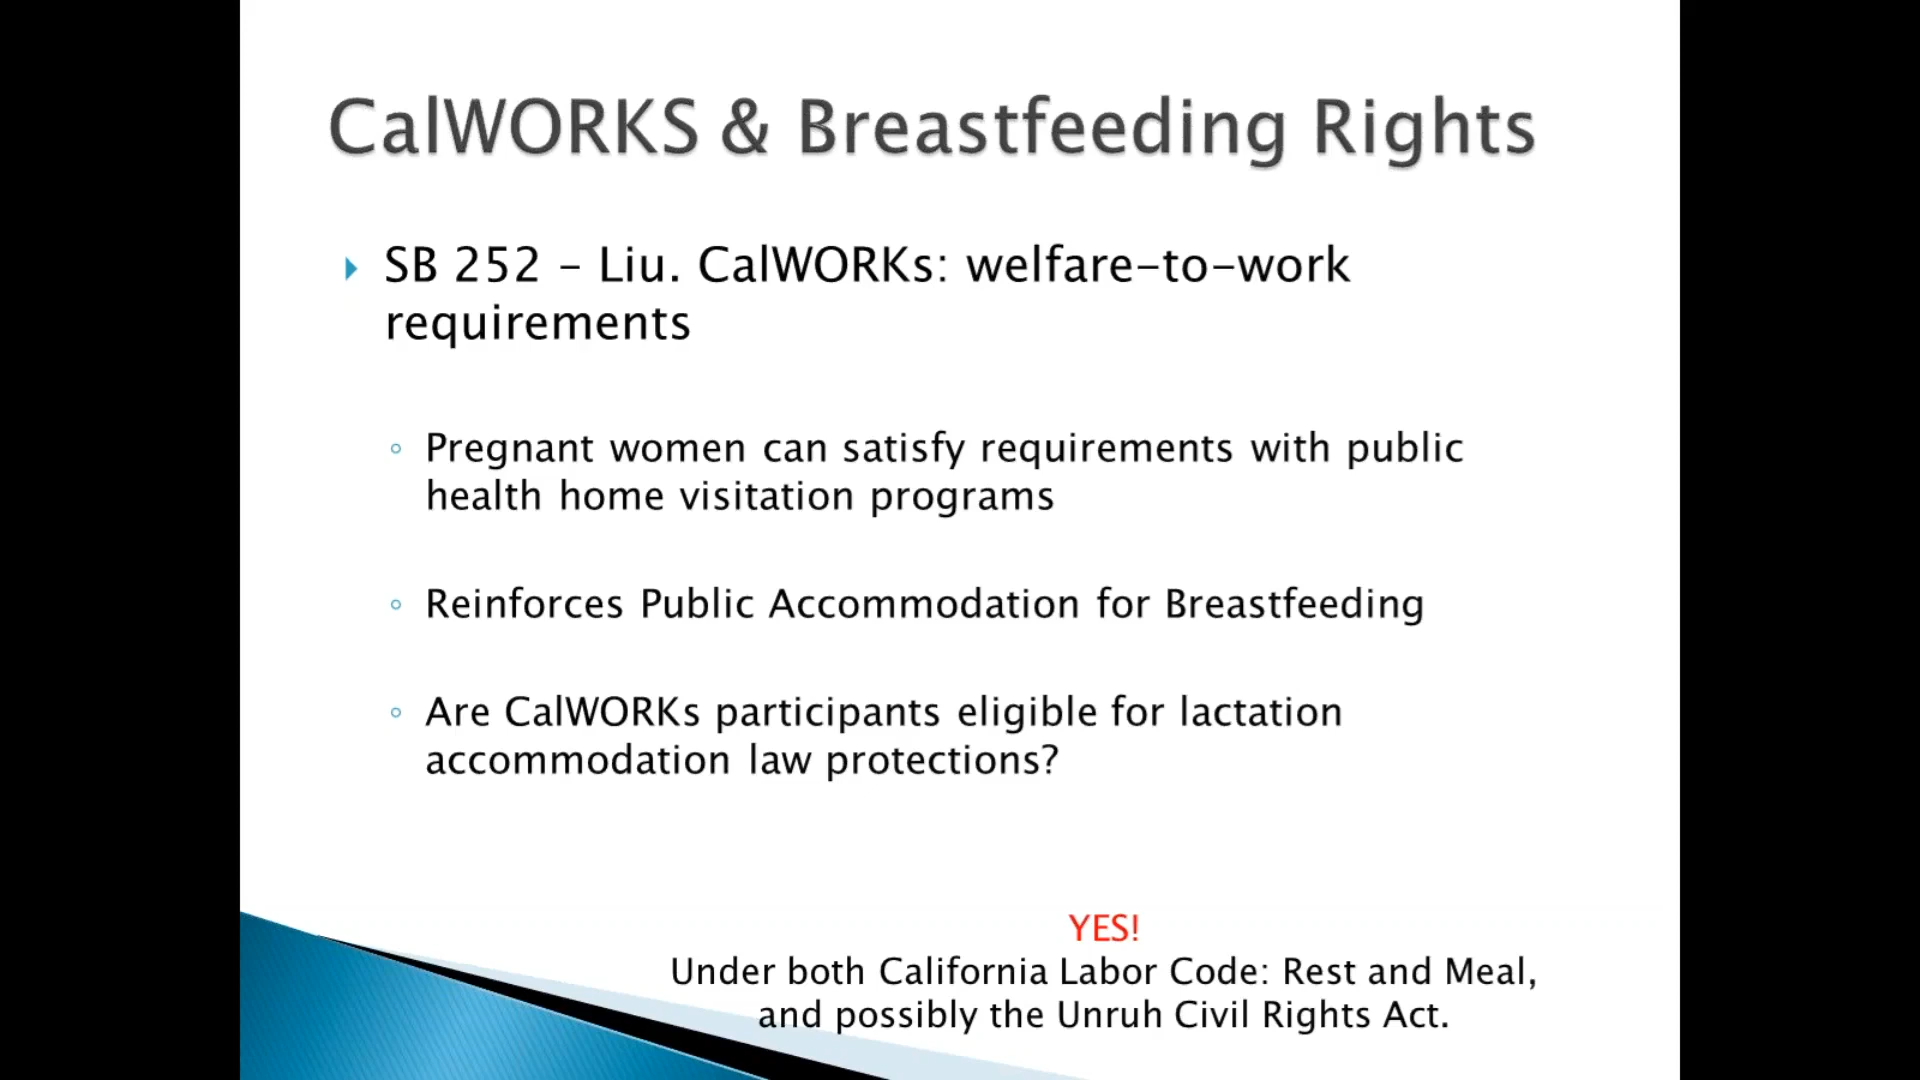 CalWORKS & Breastfeeding Rights
SB 252 – Liu. CalWORKs: welfare-to-work
requirements
Pregnant women can satisfy requirements with public
health home visitation programs
Reinforces Public Accommodation for Breastfeeding
Are CalWORKs participants eligible for lactation
accommodation law protections?
YES!
Under both California Labor Code: Rest and Meal,
and possibly the Unruh Civil Rights Act.